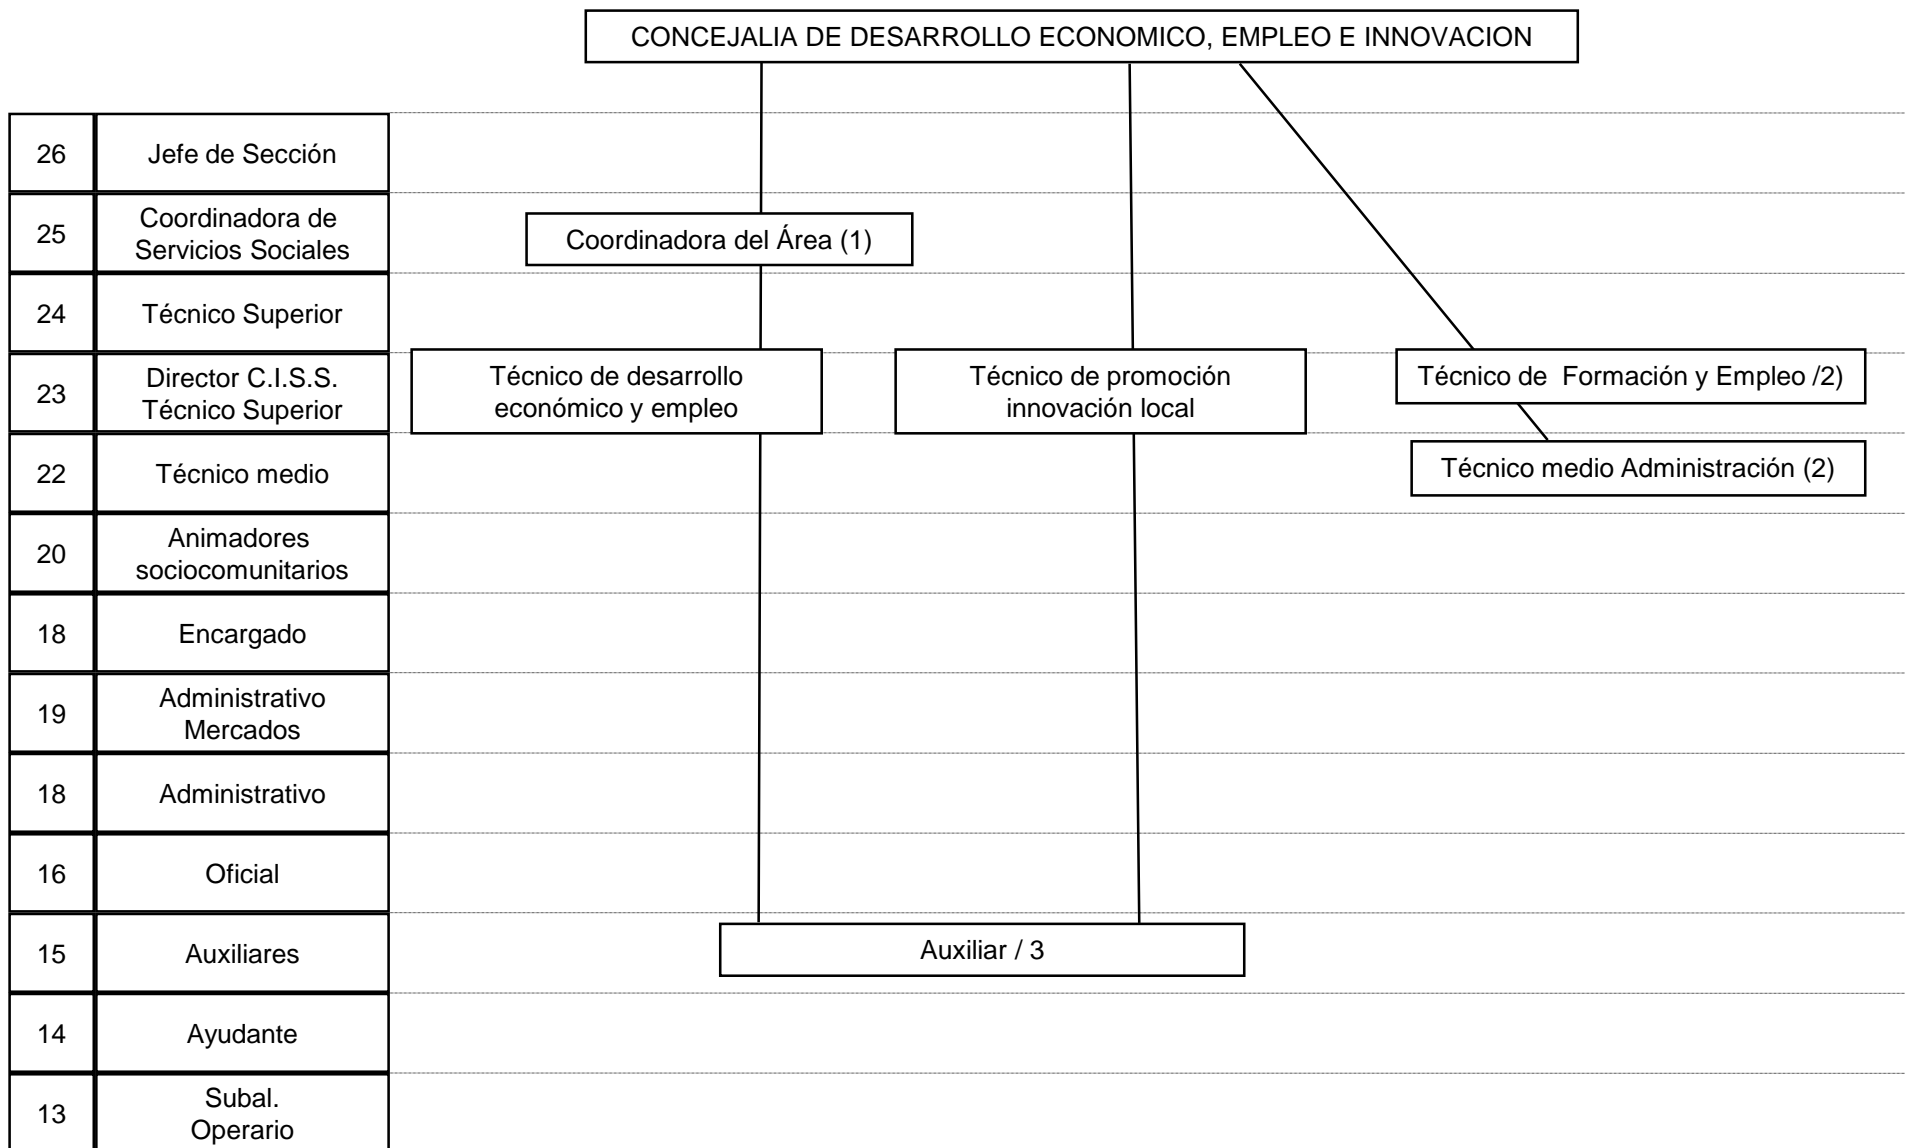 CONCEJALIA DE DESARROLLO ECONOMICO, EMPLEO E INNOVACION
26
Jefe de Sección
25
Coordinadora de
Servicios Sociales
Coordinadora del Área (1)
24
Técnico Superior
23
Director C.I.S.S.
Técnico Superior
Técnico de desarrollo
económico y empleo
Técnico de promoción
innovación local
Técnico de  Formación y Empleo /2)
22
Técnico medio
Técnico medio Administración (2)
20
Animadores
sociocomunitarios
18
Encargado
19
Administrativo
Mercados
18
Administrativo
16
Oficial
15
Auxiliares
Auxiliar / 3
14
Ayudante
13
Subal.
Operario